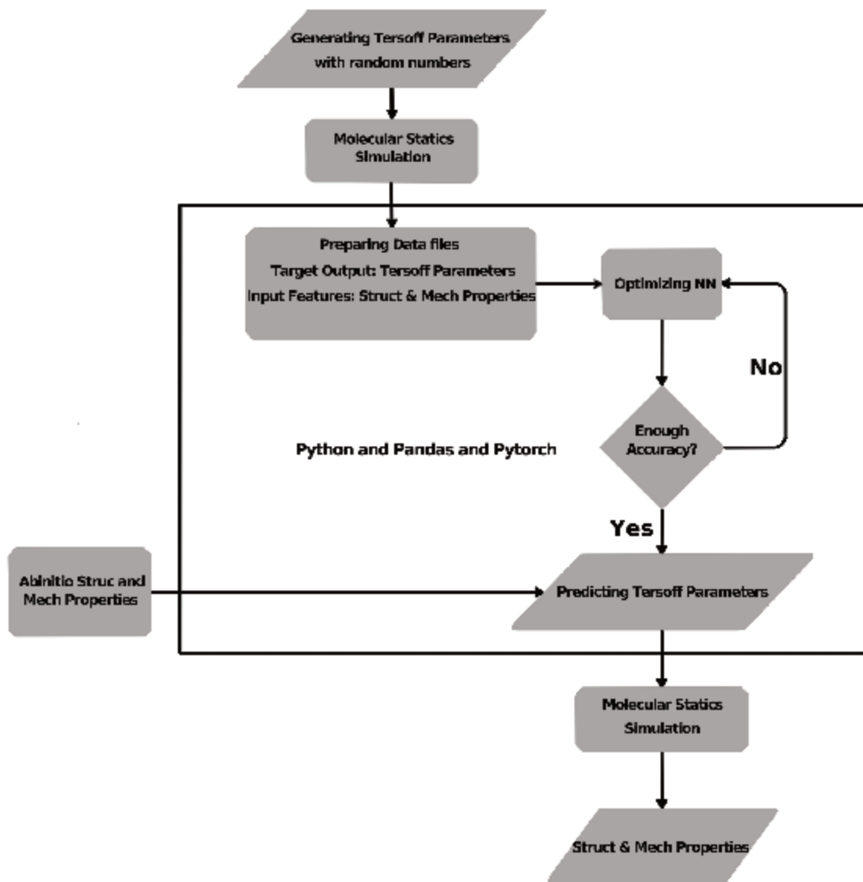 Generating Tersoff Parameters
with random numbers
Molecular Statics
Simulation
Preparing Data files
Target Output: Tersoff Parameters
Input Features: Struct & Mech Properties
Optimizing NN
No
Enough
Accuracy?
Python and Pandas and Pytorch
Yes
Abinitio Struc and
Mech Properties
Predicting Tersoff Parameters
Molecular Statics
Simulation
Struct & Mech Properties